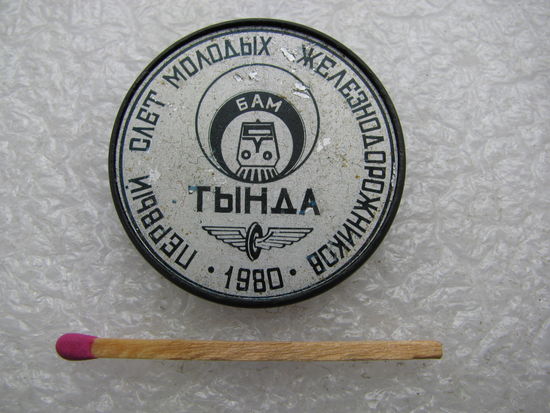 ПЕРВЫЙ СЛЕТ МОЛОДЫХ ЖЕЛЕЗНОДОРОЖНИКОВ
БАМ
ТЫНДА
• 1980 •